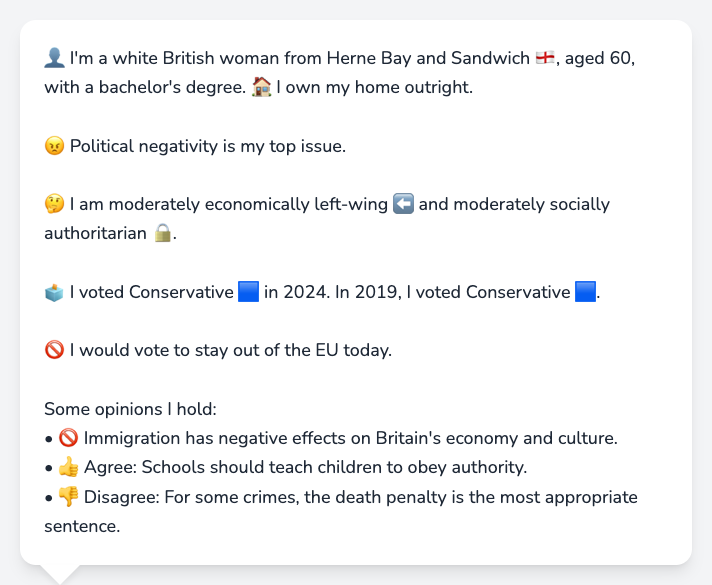 👤 I'm a white British woman from Herne Bay and Sandwich 🏴󠁧󠁢󠁥󠁮󠁧󠁿, aged 60,
with a bachelor's degree. 🏠 I own my home outright.
😠 Political negativity is my top issue.
🤔 I am moderately economically left-wing ⬅️ and moderately socially
authoritarian 🔒.
🗳️ I voted Conservative 🟦 in 2024. In 2019, I voted Conservative 🟦.
🚫 I would vote to stay out of the EU today.
Some opinions I hold:
• 🚫 Immigration has negative effects on Britain's economy and culture.
• 👍 Agree: Schools should teach children to obey authority.
• 👎 Disagree: For some crimes, the death penalty is the most appropriate
sentence.